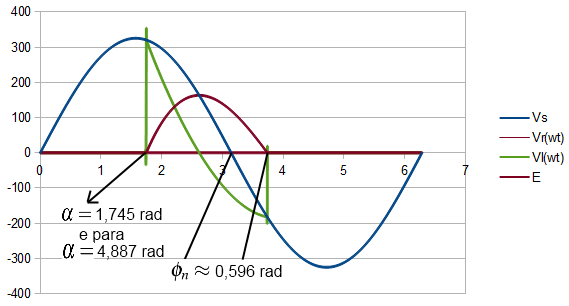 400
300
200
100
0
-100
-200
-300
-400
0 1 2 3 4 5 6 7
Vs
Vr(wt)
Vl(wt)
E
α = 1,745 rad
e para
α = 4,887 rad
ϕn ≈ 0,596 rad